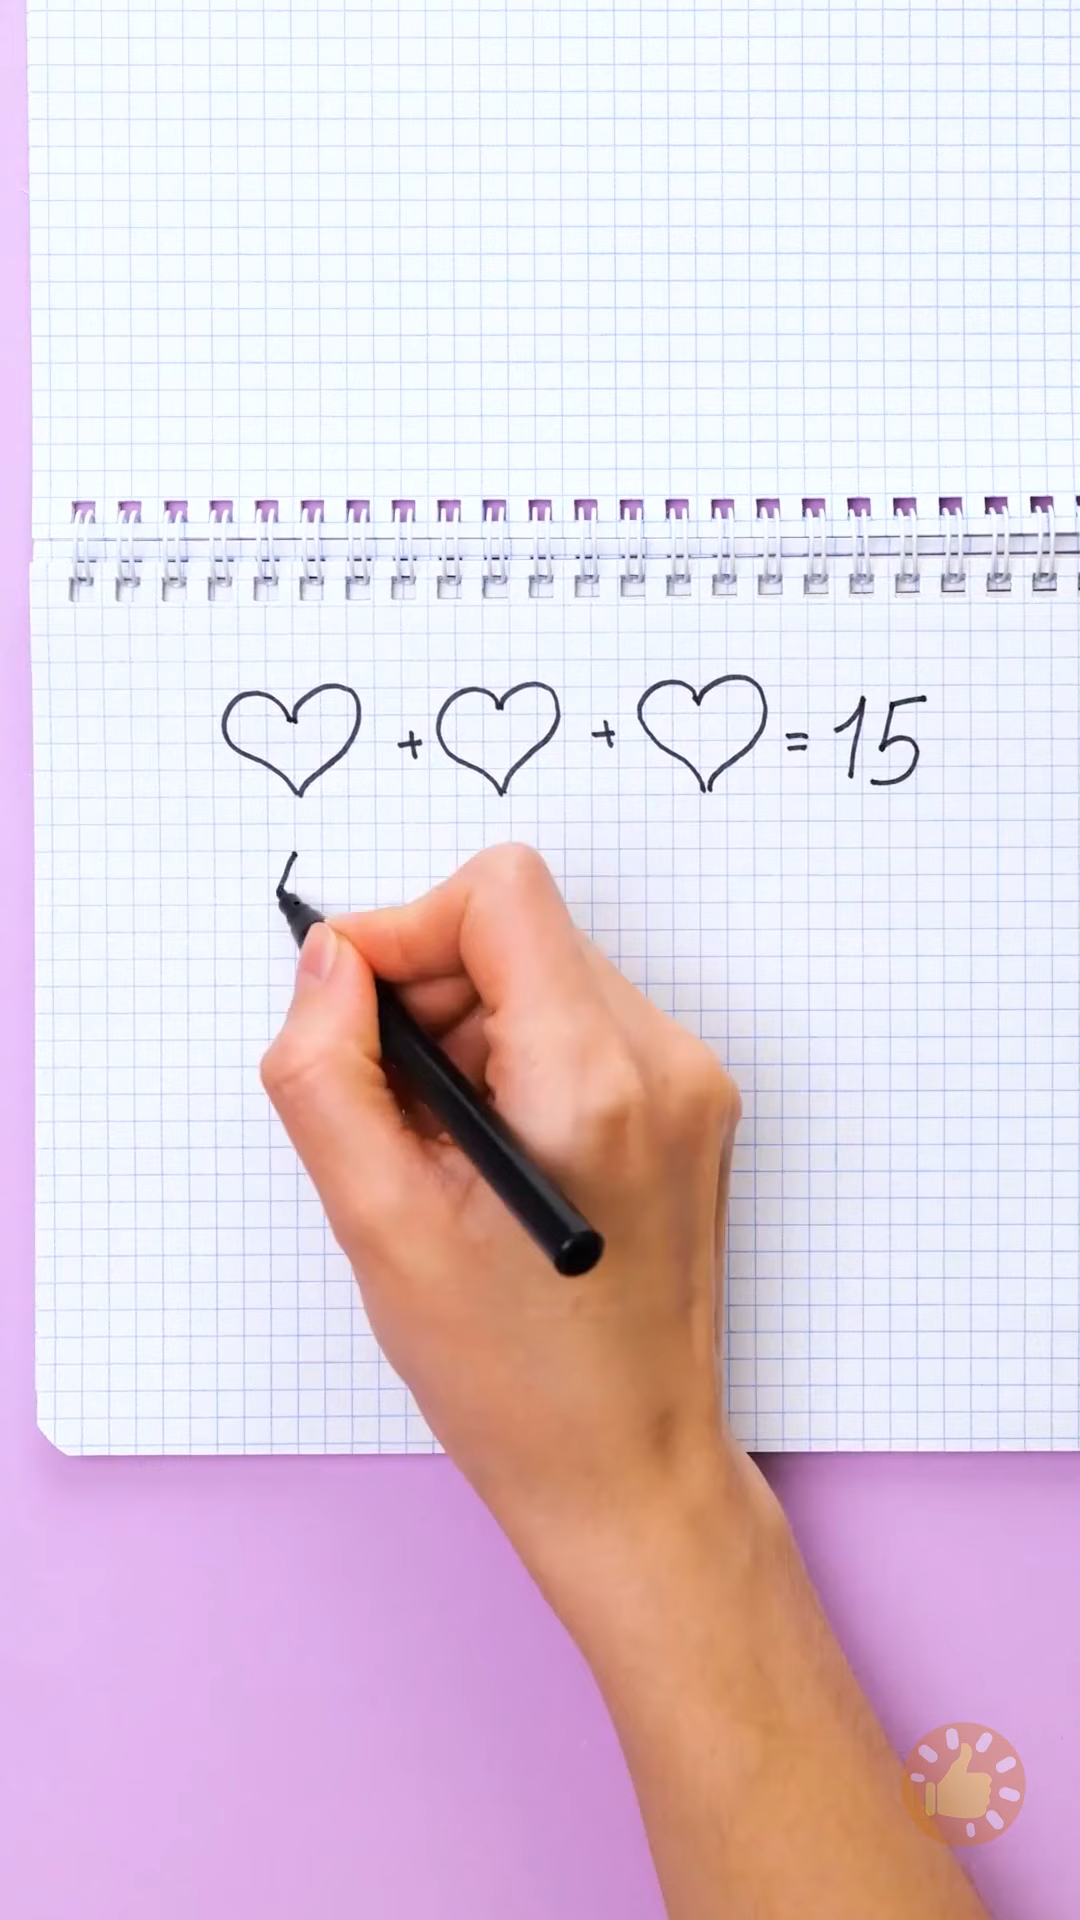 ♡ + ♡ + ♡ = 15